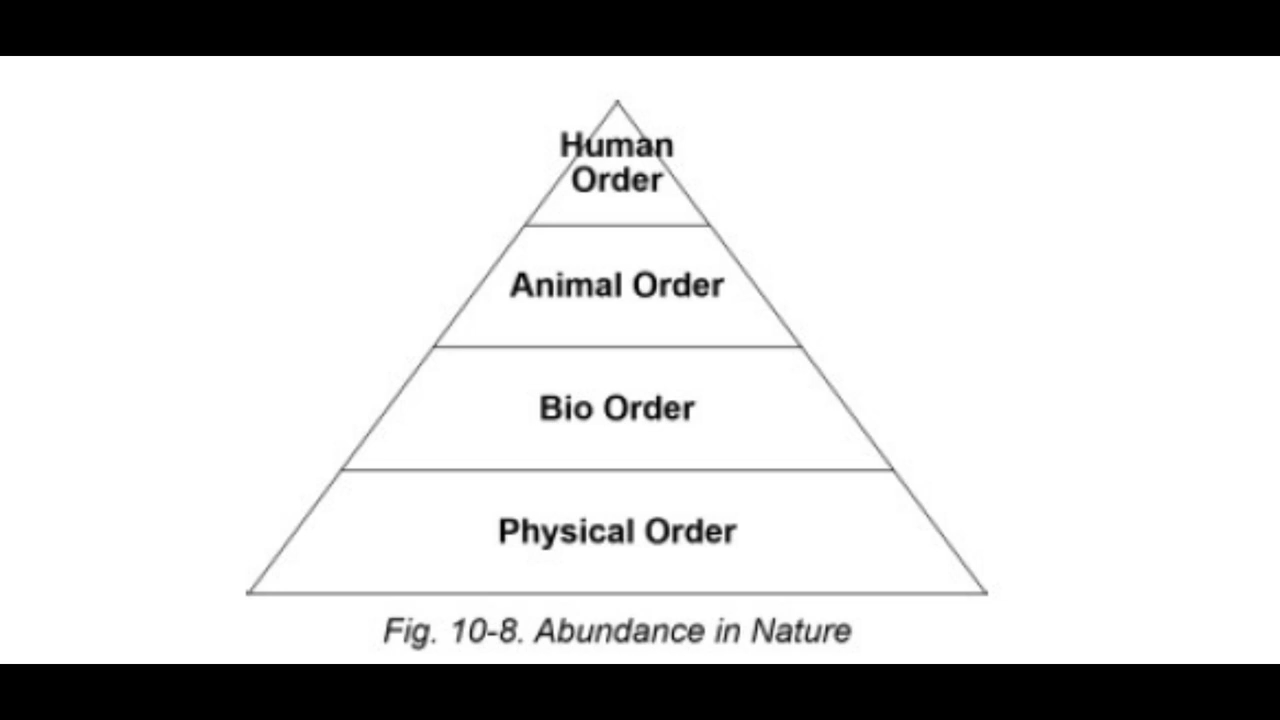 Human
Order
Animal Order
Bio Order
Physical Order
Fig. 10-8. Abundance in Nature